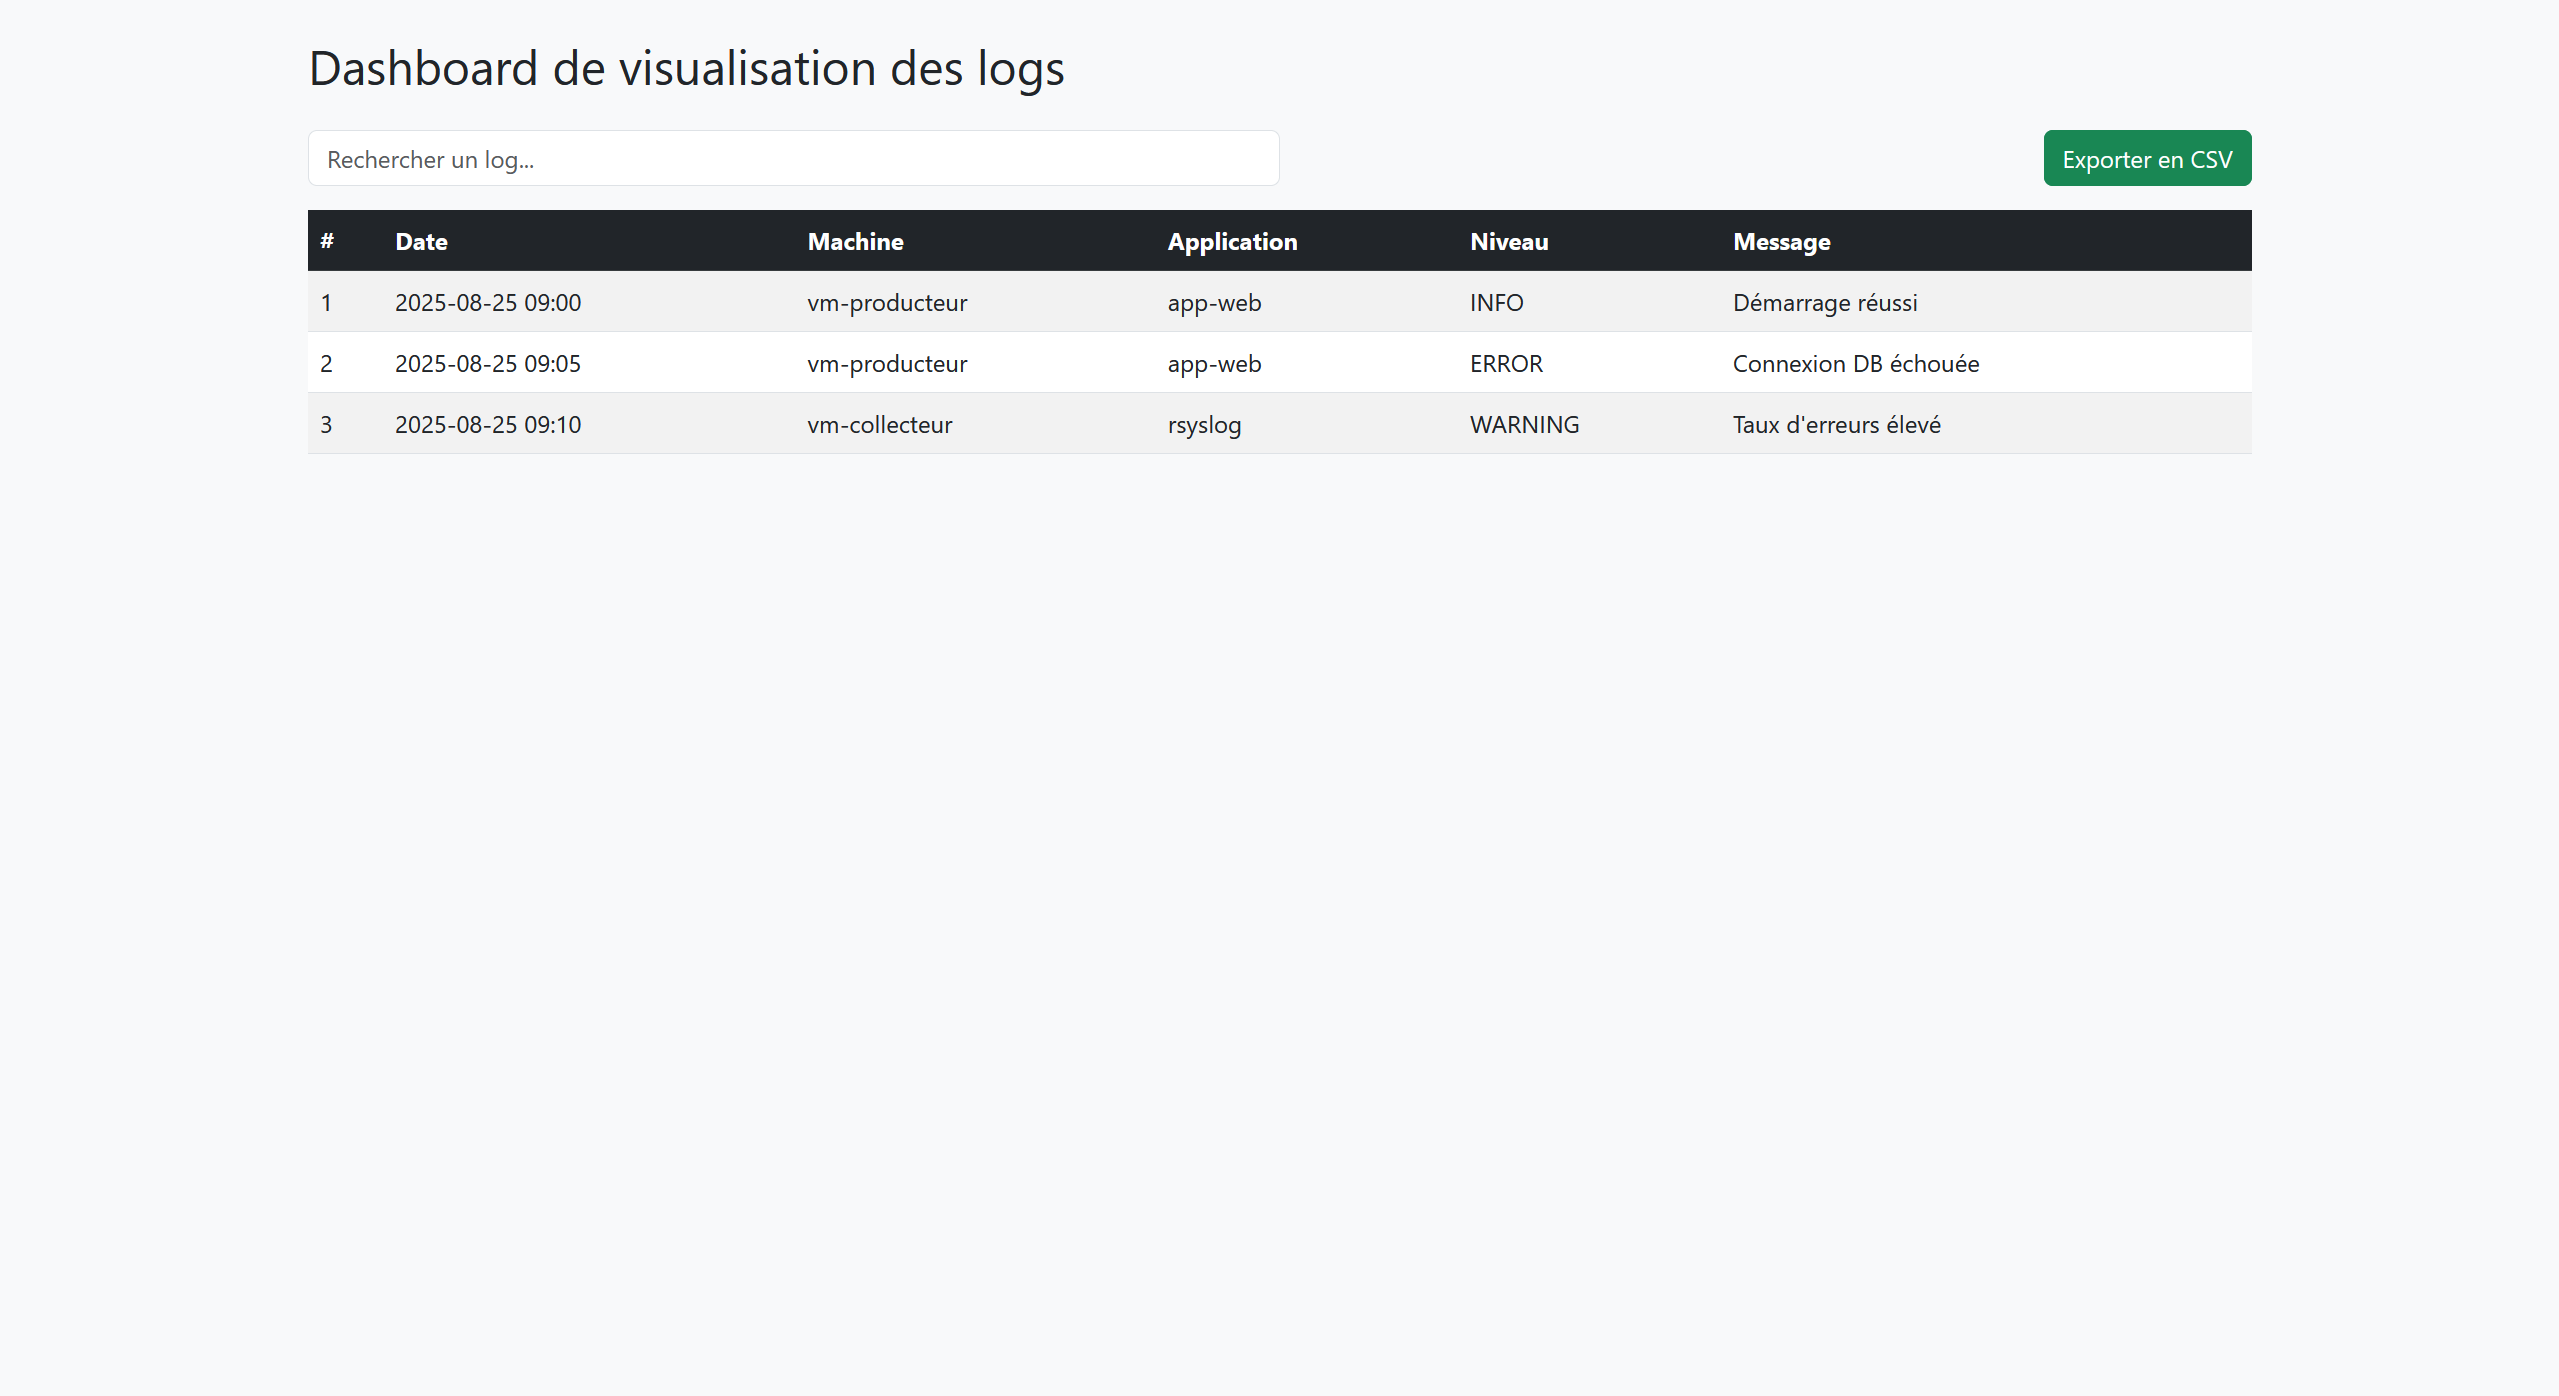 Dashboard de visualisation des logs
Rechercher un log...
Exporter en CSV
# Date Machine Application Niveau Message
1 2025-08-25 09:00 vm-producteur app-web INFO Démarrage réussi
2 2025-08-25 09:05 vm-producteur app-web ERROR Connexion DB échouée
3 2025-08-25 09:10 vm-collecteur rsyslog WARNING Taux d'erreurs élevé